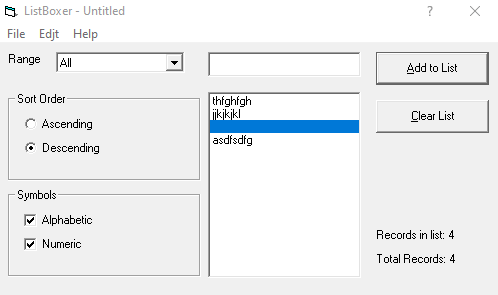 ListBoxer - Untitled
File Edjt Help
Range
All
Add to List
Sort Order
Ascending
Descending
thfghfgh
jjkjkjkl
asdfsdfg
Clear List
Symbols
Alphabetic
Numeric
Records in list: 4
Total Records: 4